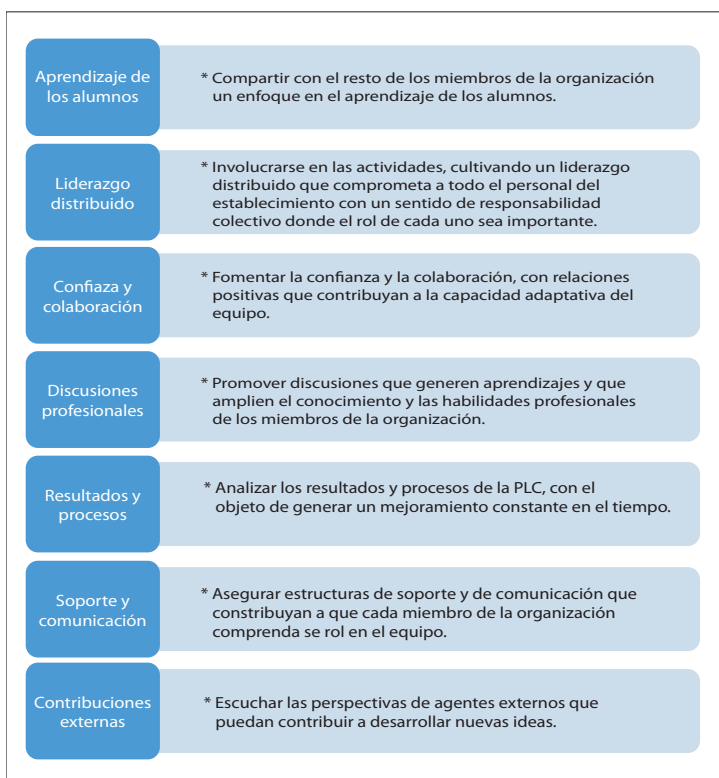 Aprendizaje de
los alumnos
* Compartir con el resto de los miembros de la organización
un enfoque en el aprendizaje de los alumnos.
Liderazgo
distribuido
* Involucrarse en las actividades, cultivando un liderazgo
distribuido que comprometa a todo el personal del
establecimiento con un sentido de responsabilidad
colectivo donde el rol de cada uno sea importante.
Confiaza y
colaboración
* Fomentar la confianza y la colaboración, con relaciones
positivas que contribuyan a la capacidad adaptativa del
equipo.
Discusiones
profesionales
* Promover discusiones que generen aprendizajes y que
amplien el conocimiento y las habilidades profesionales
de los miembros de la organización.
Resultados y
procesos
* Analizar los resultados y procesos de la PLC, con el
objeto de generar un mejoramiento constante en el tiempo.
Soporte y
comunicación
* Asegurar estructuras de soporte y de comunicación que
constribuyan a que cada miembro de la organización
comprenda se rol en el equipo.
Contribuciones
externas
* Escuchar las perspectivas de agentes externos que
puedan contribuir a desarrollar nuevas ideas.